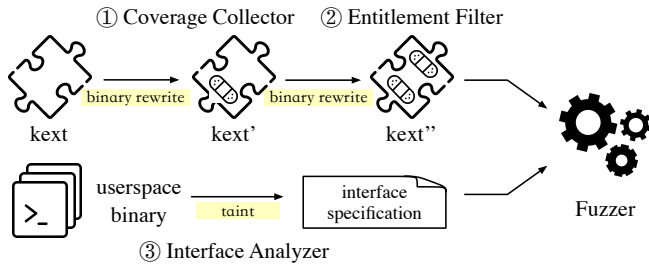 ① Coverage Collector
② Entitlement Filter
binary rewrite
binary rewrite
kext
kext’
kext’’
>_
userspace
binary
taint
interface
specification
Fuzzer
③ Interface Analyzer